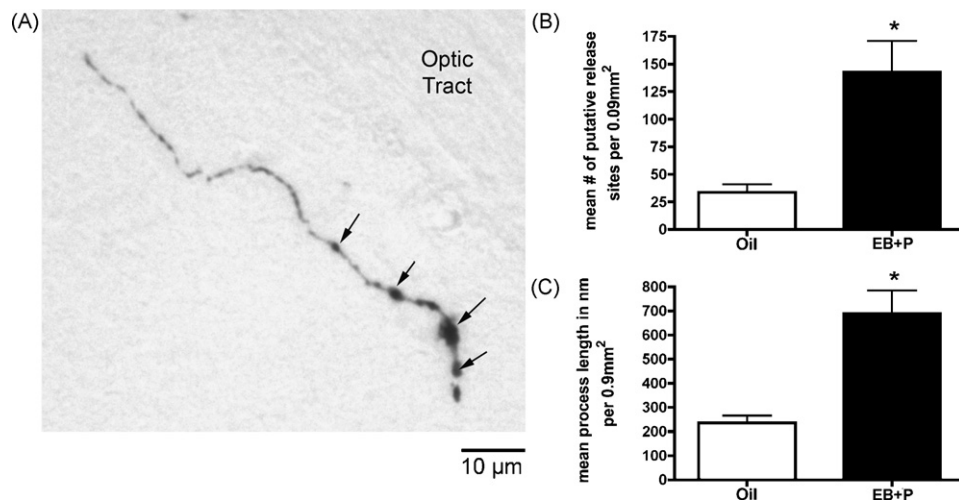 (A)
Optic
Tract
10 µm
(B)
mean # of putative release
sites per 0.09mm²
175
150
125
100
75
50
25
0
*
Oil
EB+P
(C)
mean process length in nm
per 0.9mm²
800
700
600
500
400
300
200
100
0
*
Oil
EB+P